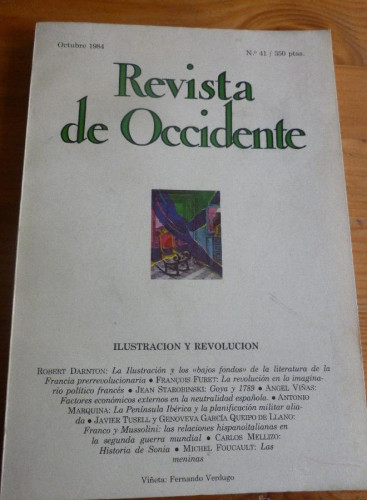 Octubre 1984 N.º 41 / 350 ptas.
Revista
de Occidente
ILUSTRACION Y REVOLUCION
ROBERT DARNTON: La Ilustración y los «bajos fondos» de la literatura de la
Francia prerrevolucionaria • FRANÇOIS FURET: La revolución en lo imagina-
rio político francés • JEAN STAROBINSKI: Goya y 1789 • ANGEL VIÑAS:
Factores económicos externos en la neutralidad española. • ANTONIO
MARQUINA: La Península Ibérica y la planificación militar alia-
da • JAVIER TUSELL y GENOVEVA GARCÍA QUEIPO DE LLANO:
Franco y Mussolini: las relaciones hispanoitalianas en
la segunda guerra mundial • CARLOS MELLIZO:
Historia de Sonia • MICHEL FOUCAULT: Las
meninas
Viñeta: Fernando Verdugo